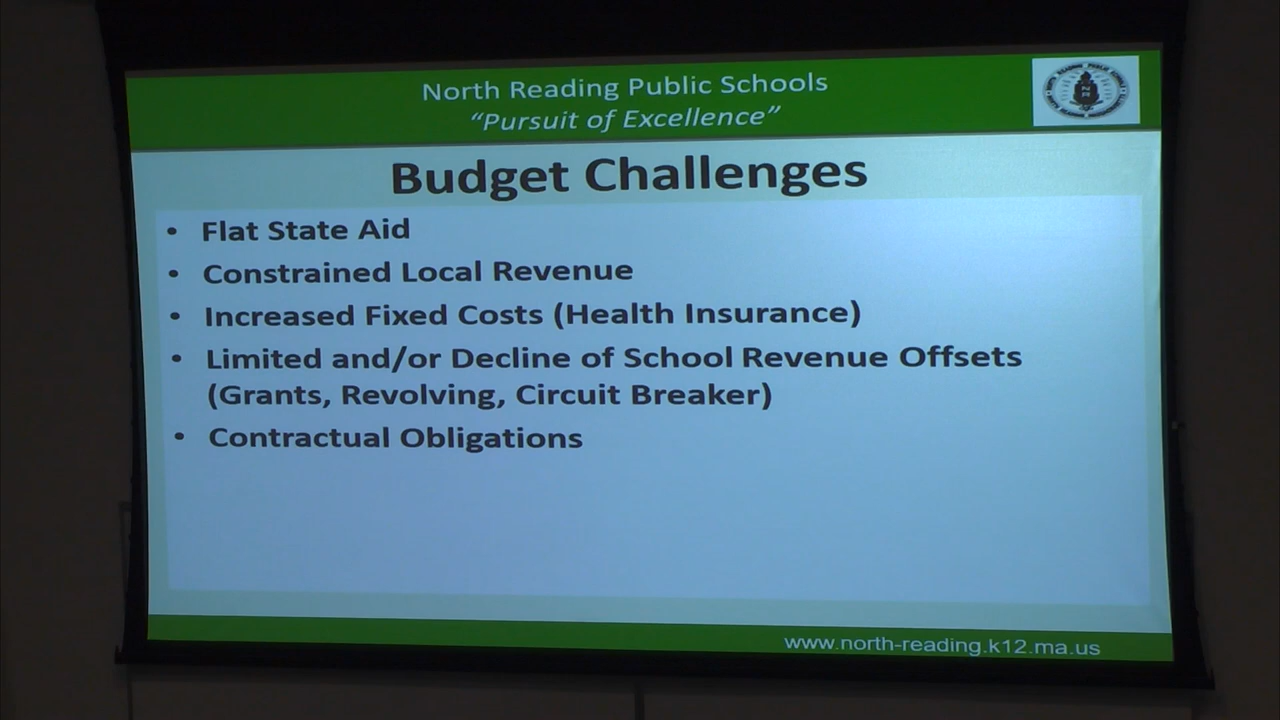 North Reading Public Schools
“Pursuit of Excellence”
Budget Challenges
• Flat State Aid
• Constrained Local Revenue
• Increased Fixed Costs (Health Insurance)
• Limited and/or Decline of School Revenue Offsets
(Grants, Revolving, Circuit Breaker)
• Contractual Obligations
www.north-reading.k12.ma.us